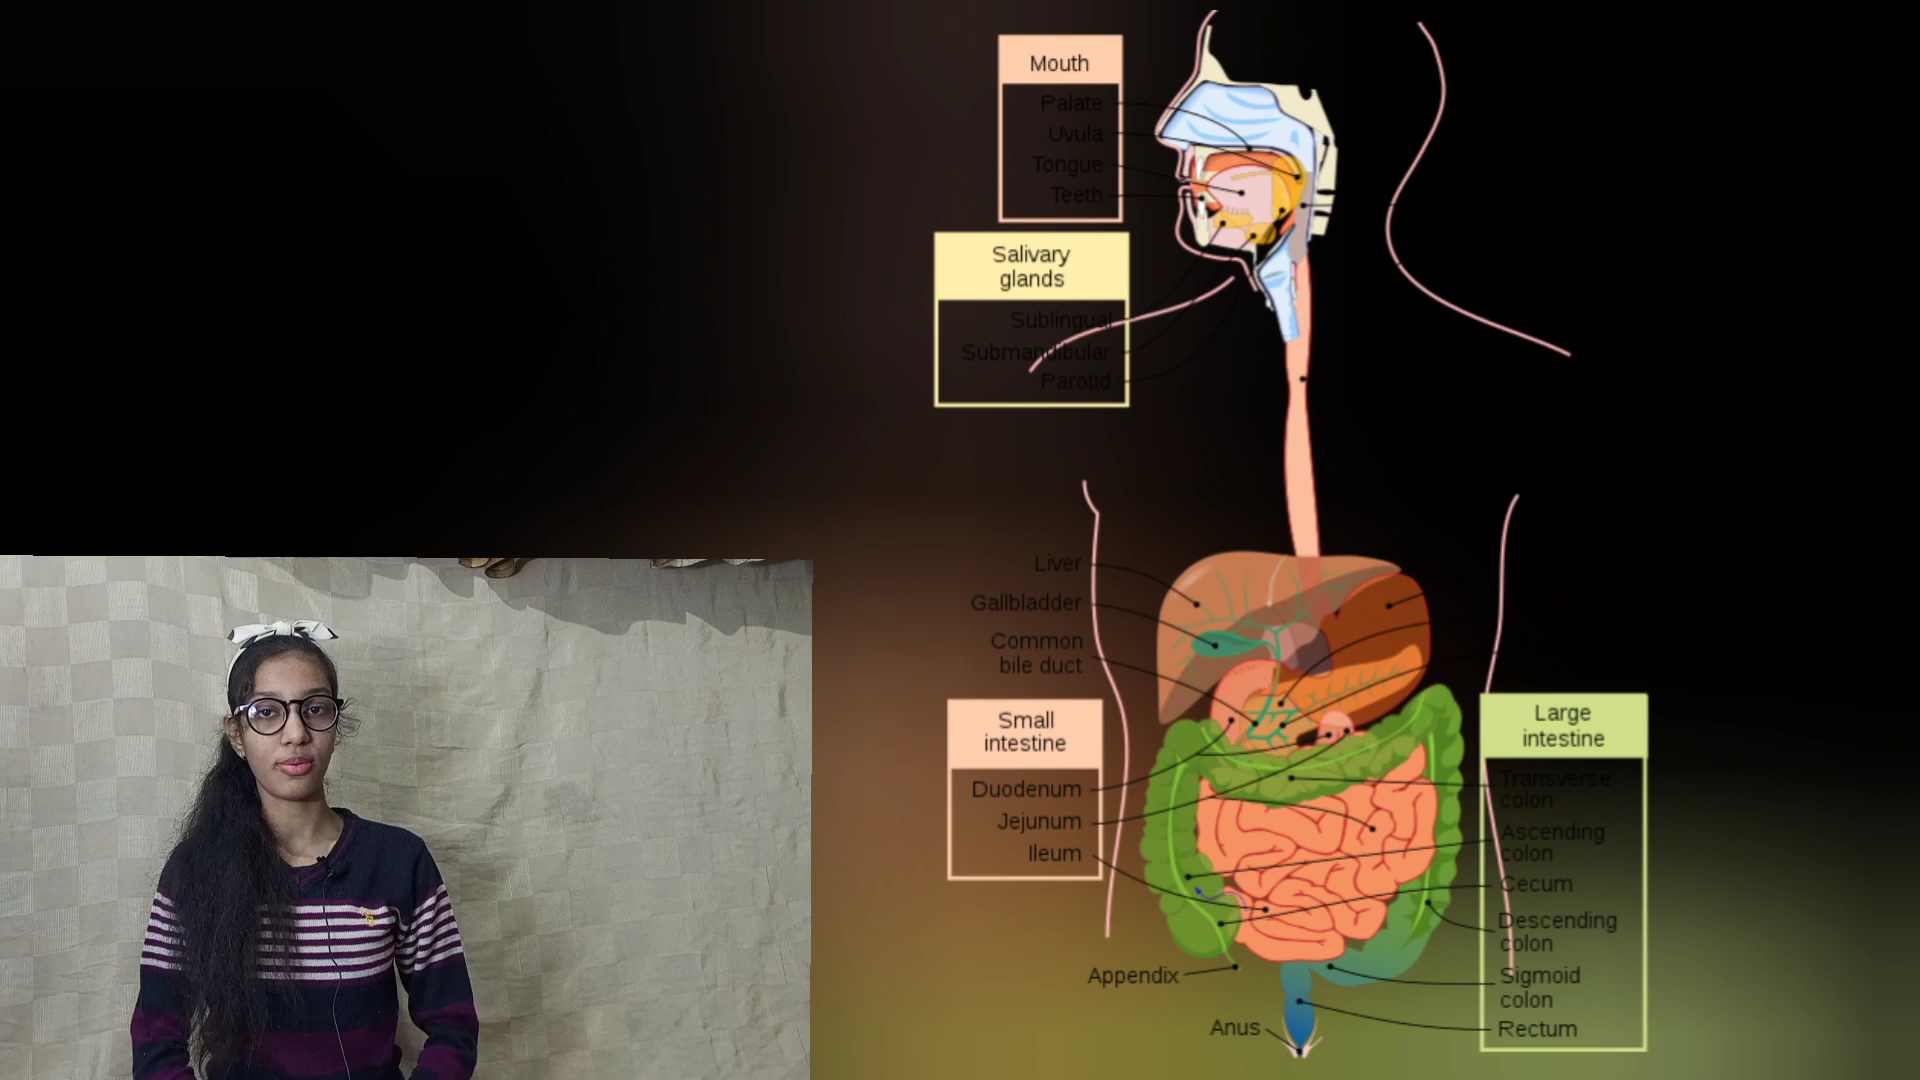 Mouth
Palate
Uvula
Tongue
Teeth
Salivary
glands
Sublingual
Submandibular
Parotid
Liver
Gallbladder
Common
bile duct
Small
intestine
Duodenum
Jejunum
Ileum
Appendix
Anus
Large
intestine
Transverse
colon
Ascending
colon
Cecum
Descending
colon
Sigmoid
colon
Rectum